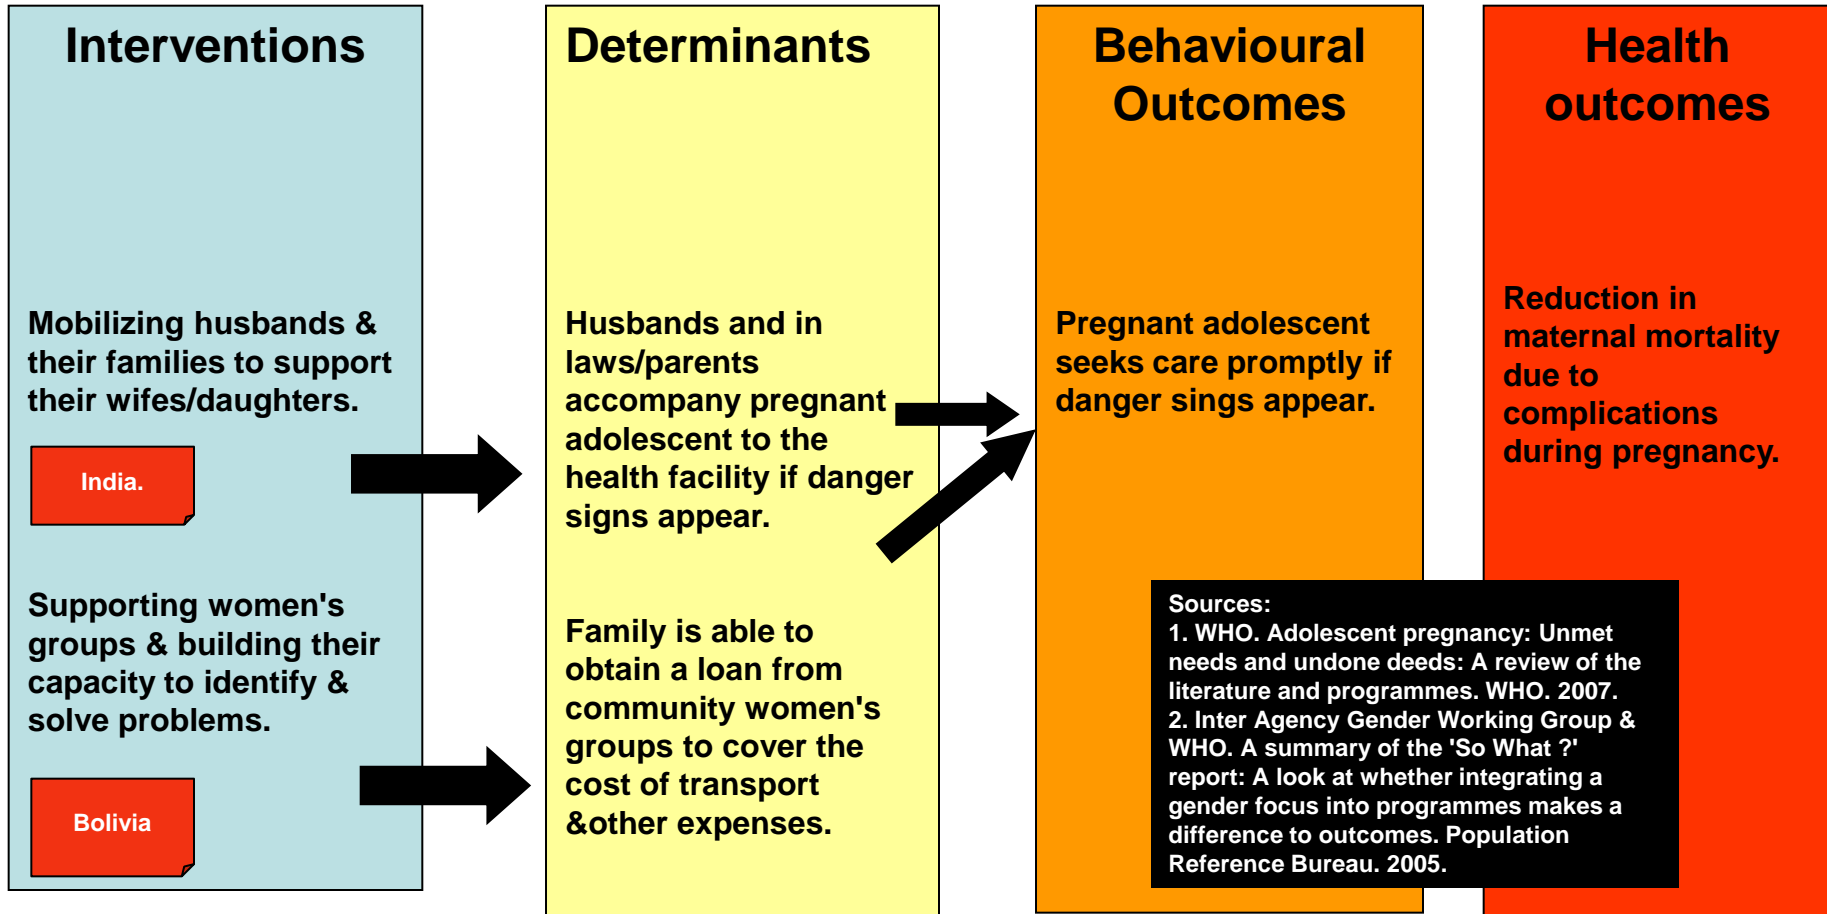 Interventions
Mobilizing husbands &
their families to support
their wifes/daughters.
India.
Supporting women's
groups & building their
capacity to identify &
solve problems.
Bolivia
Determinants
Husbands and in
laws/parents
accompany pregnant
adolescent to the
health facility if danger
signs appear.
Family is able to
obtain a loan from
community women's
groups to cover the
cost of transport
&other expenses.
Behavioural
Outcomes
Pregnant adolescent
seeks care promptly if
danger sings appear.
Health
outcomes
Reduction in
maternal mortality
due to
complications
during pregnancy.
Sources:
1. WHO. Adolescent pregnancy: Unmet
needs and undone deeds: A review of the
literature and programmes. WHO. 2007.
2. Inter Agency Gender Working Group &
WHO. A summary of the 'So What ?'
report: A look at whether integrating a
gender focus into programmes makes a
difference to outcomes. Population
Reference Bureau. 2005.